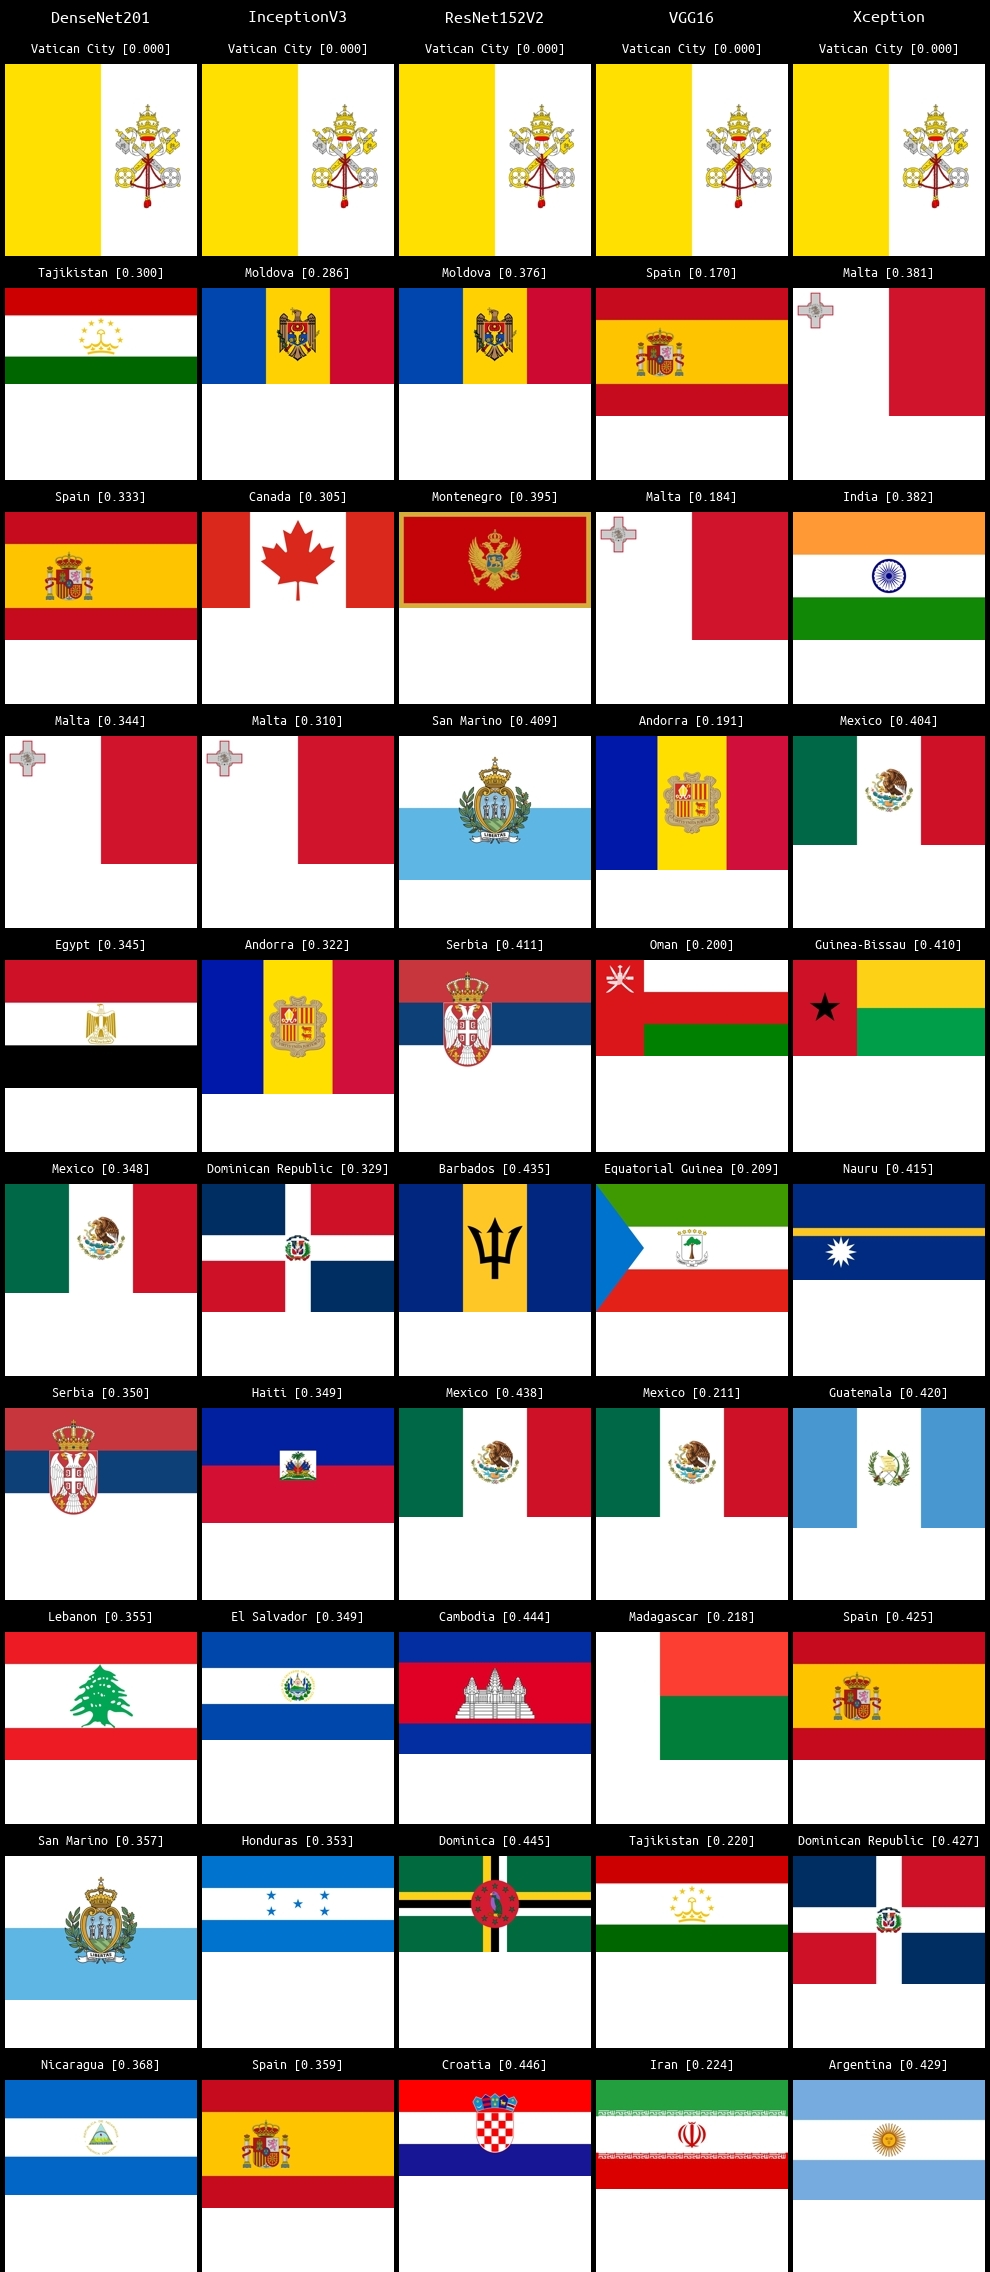 DenseNet201 InceptionV3 ResNet152V2 VGG16 Xception
Vatican City [0.000] Vatican City [0.000] Vatican City [0.000] Vatican City [0.000] Vatican City [0.000]
Tajikistan [0.300] Moldova [0.286] Moldova [0.376] Spain [0.170] Malta [0.381]
Spain [0.333] Canada [0.305] Montenegro [0.395] Malta [0.184] India [0.382]
Malta [0.344] Malta [0.310] San Marino [0.409] Andorra [0.191] Mexico [0.404]
LIBERTAS
Egypt [0.345] Andorra [0.322] Serbia [0.411] Oman [0.200] Guinea-Bissau [0.410]
Mexico [0.348] Dominican Republic [0.329] Barbados [0.435] Equatorial Guinea [0.209] Nauru [0.415]
Serbia [0.350] Haiti [0.349] Mexico [0.438] Mexico [0.211] Guatemala [0.420]
Lebanon [0.355] El Salvador [0.349] Cambodia [0.444] Madagascar [0.218] Spain [0.425]
San Marino [0.357] Honduras [0.353] Dominica [0.445] Tajikistan [0.220] Dominican Republic [0.427]
LIBERTAS
Nicaragua [0.368] Spain [0.359] Croatia [0.446] Iran [0.224] Argentina [0.429]